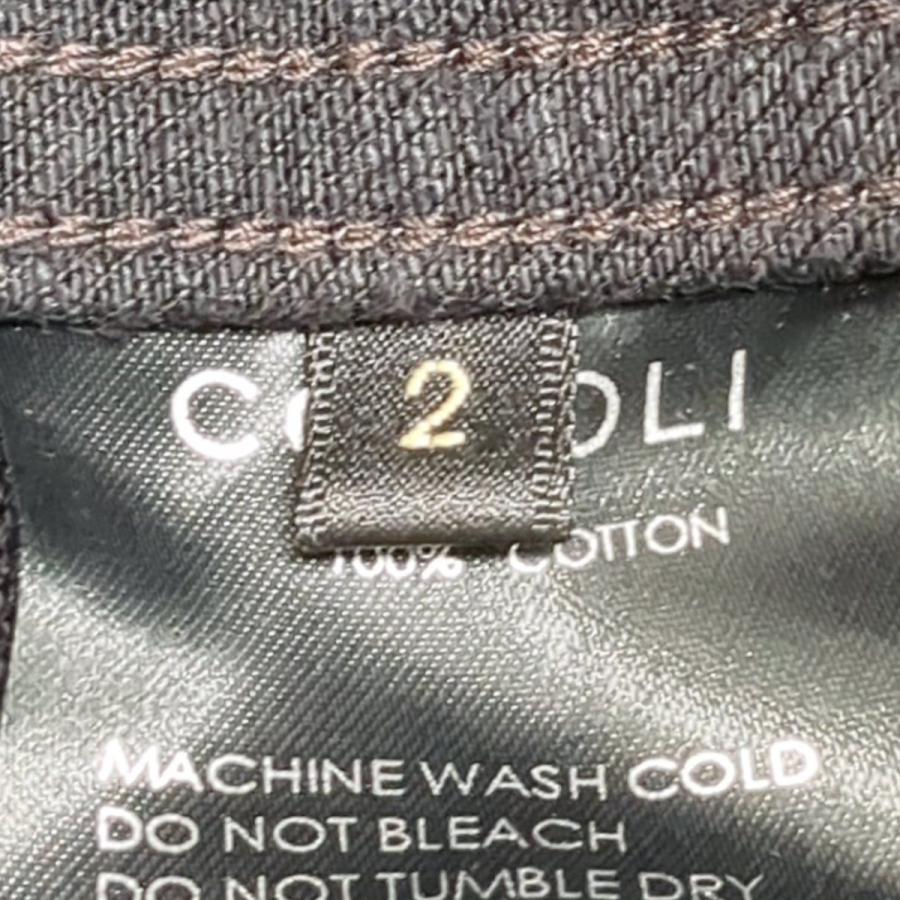 2
100% COTTON
MACHINE WASH COLD
DO NOT BLEACH
DO NOT TUMBLE DRY